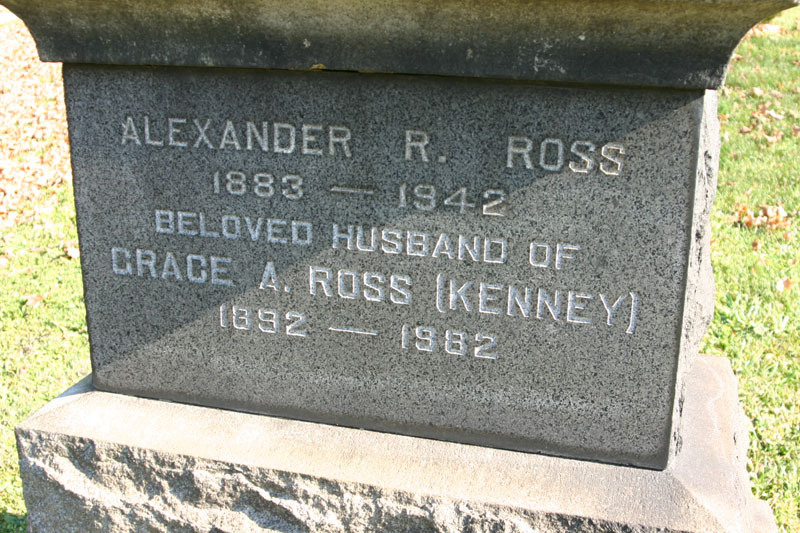 ALEXANDER R. ROSS
1883 — 1942
BELOVED HUSBAND OF
GRACE A. ROSS (KENNEY)
1892 — 1982